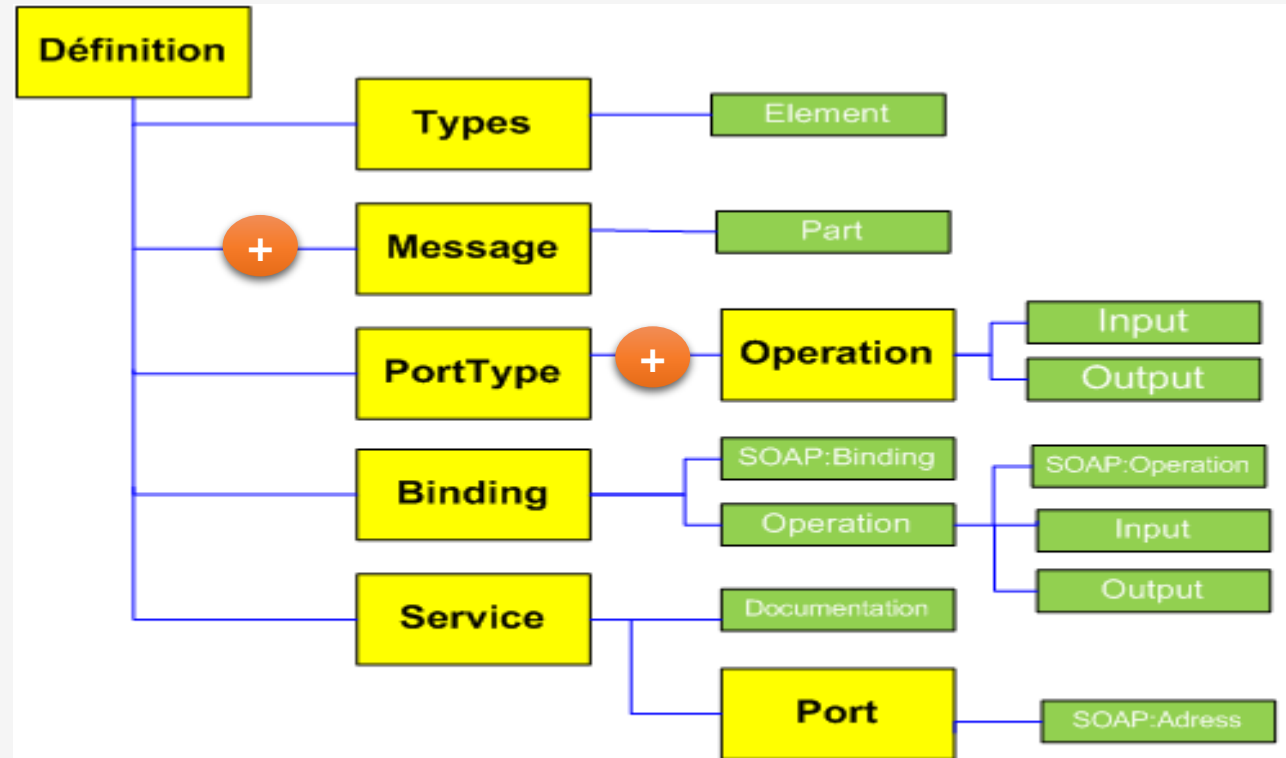 Définition
Types
Element
+
Message
Part
PortType
+
Operation
Input
Output
Binding
SOAP:Binding
Operation
SOAP:Operation
Input
Output
Service
Documentation
Port
SOAP:Adress